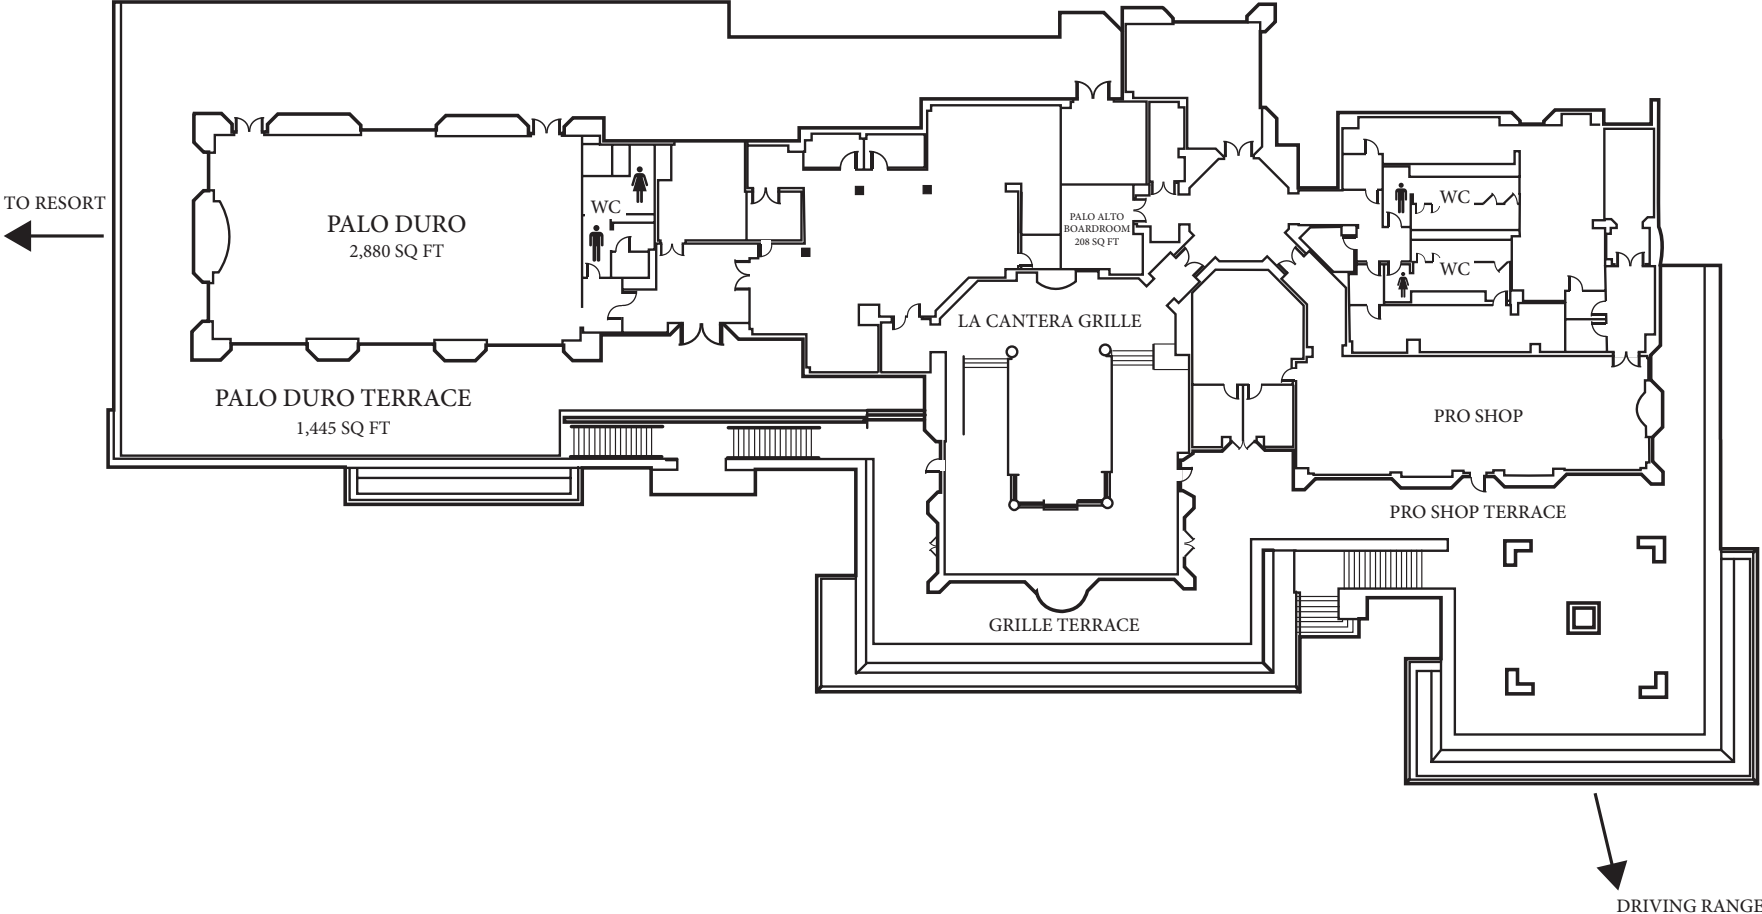 TO RESORT
PALO DURO
2,880 SQ FT
WC
PALO DURO TERRACE
1,445 SQ FT
PALO ALTO
BOARDROOM
208 SQ FT
LA CANTERA GRILLE
GRILLE TERRACE
WC
WC
PRO SHOP
PRO SHOP TERRACE
DRIVING RANGE